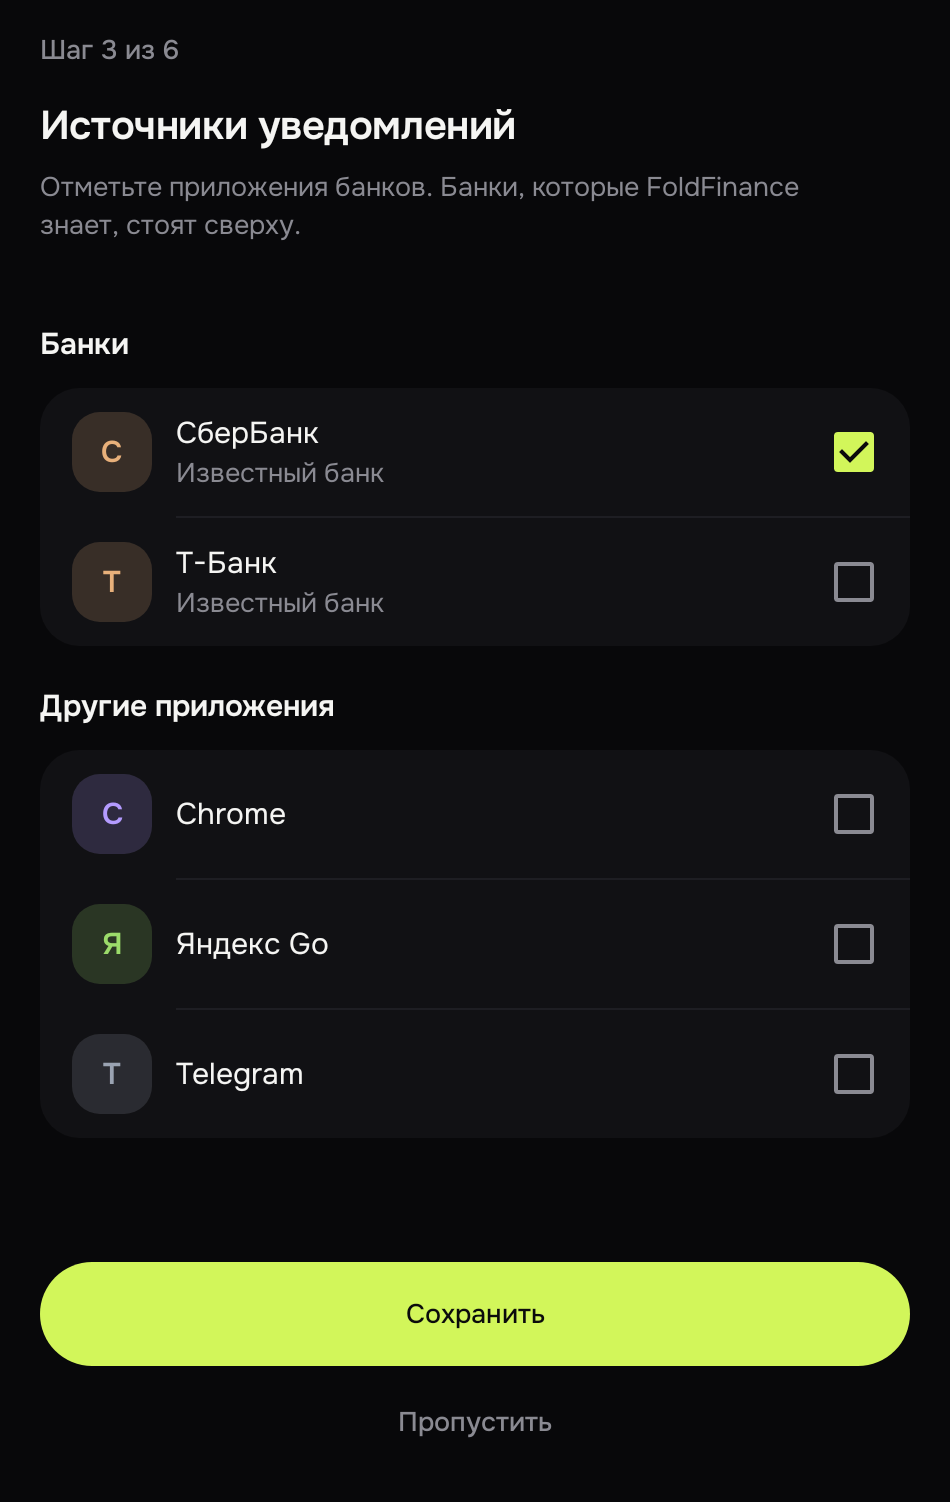 Шаг 3 из 6
Источники уведомлений
Отметьте приложения банков. Банки, которые FoldFinance
знает, стоят сверху.
Банки
С
СберБанк
Известный банк
Т
Т-Банк
Известный банк
Другие приложения
C
Chrome
Я
Яндекс Go
T
Telegram
Сохранить
Пропустить